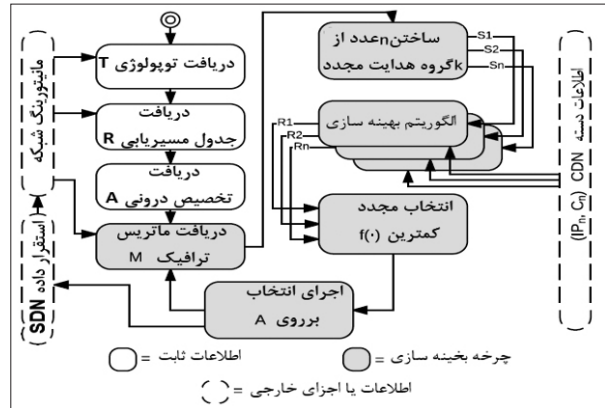 مانیتورینگ شبکه
استقرار داده SDN
دریافت توپولوژی T
دریافت
جدول مسیریابی R
دریافت
تخصیص درونی A
دریافت ماتریس
ترافیک M
ساختن n عدد از
k گروه هدایت مجدد
S1
S2
Sn
الگوریتم بهینه سازی
R1
R2
Rn
انتخاب مجدد
کمترین f(·)
اجرای انتخاب
برروی A
اطلاعات دسته CDN
(IPn, Cn)
اطلاعات ثابت =
چرخه بخینه سازی =
اطلاعات یا اجزای خارجی =